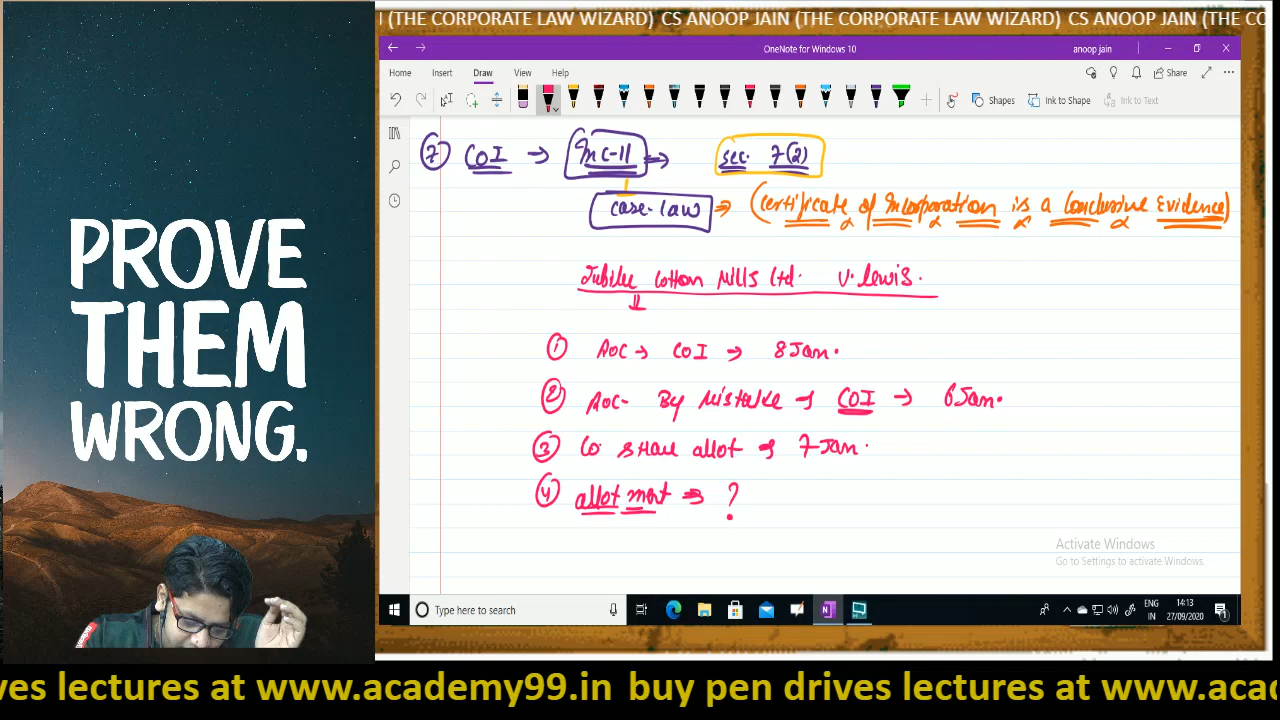 I (THE CORPORATE LAW WIZARD) CS ANOOP JAIN (THE CORPORATE LAW WIZARD) CS ANOOP JAIN (THE CO
OneNote for Windows 10
anoop jain
Home Insert Draw View Help
Share
Shapes Ink to Shape Ink to Text
7 COI → INC-11 ⇒ sec. 7(2)
case-law ⇒ (certificate of Incorporation is a conclusive Evidence)
Jubilee Cotton Mills Ltd. V. Lewis.
① ROC → COI → 8 Jan.
② ROC- By Mistake → COI → 6 Jan.
③ Co share allot → 7 Jan.
④ allotment ⇒ ?
PROVE
THEM
WRONG.
Activate Windows
Go to Settings to activate Windows.
Type here to search
ENG
IN
14:13
27/09/2020
1
ves lectures at www.academy99.in buy pen drives lectures at www.aca